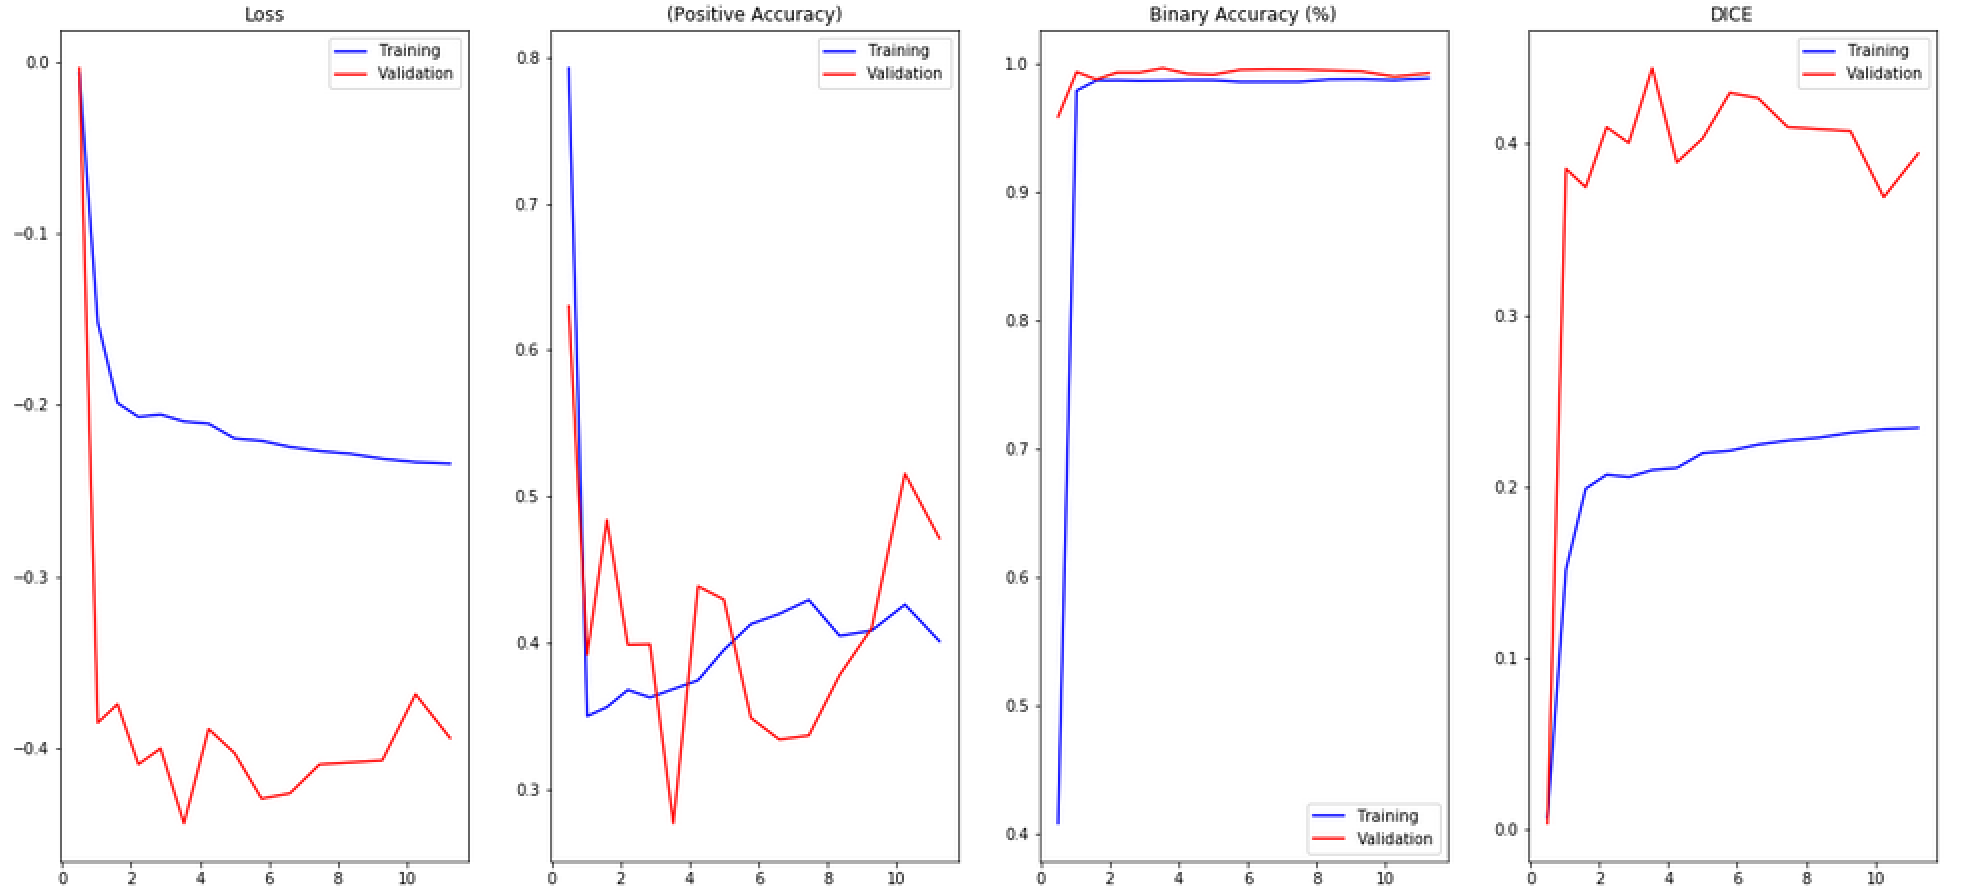 Loss
Training
Validation
0.0
−0.1
−0.2
−0.3
−0.4
0 2 4 6 8 10
(Positive Accuracy)
Training
Validation
0.8
0.7
0.6
0.5
0.4
0.3
0 2 4 6 8 10
Binary Accuracy (%)
1.0
0.9
0.8
0.7
0.6
0.5
0.4
Training
Validation
0 2 4 6 8 10
DICE
Training
Validation
0.4
0.3
0.2
0.1
0.0
0 2 4 6 8 10